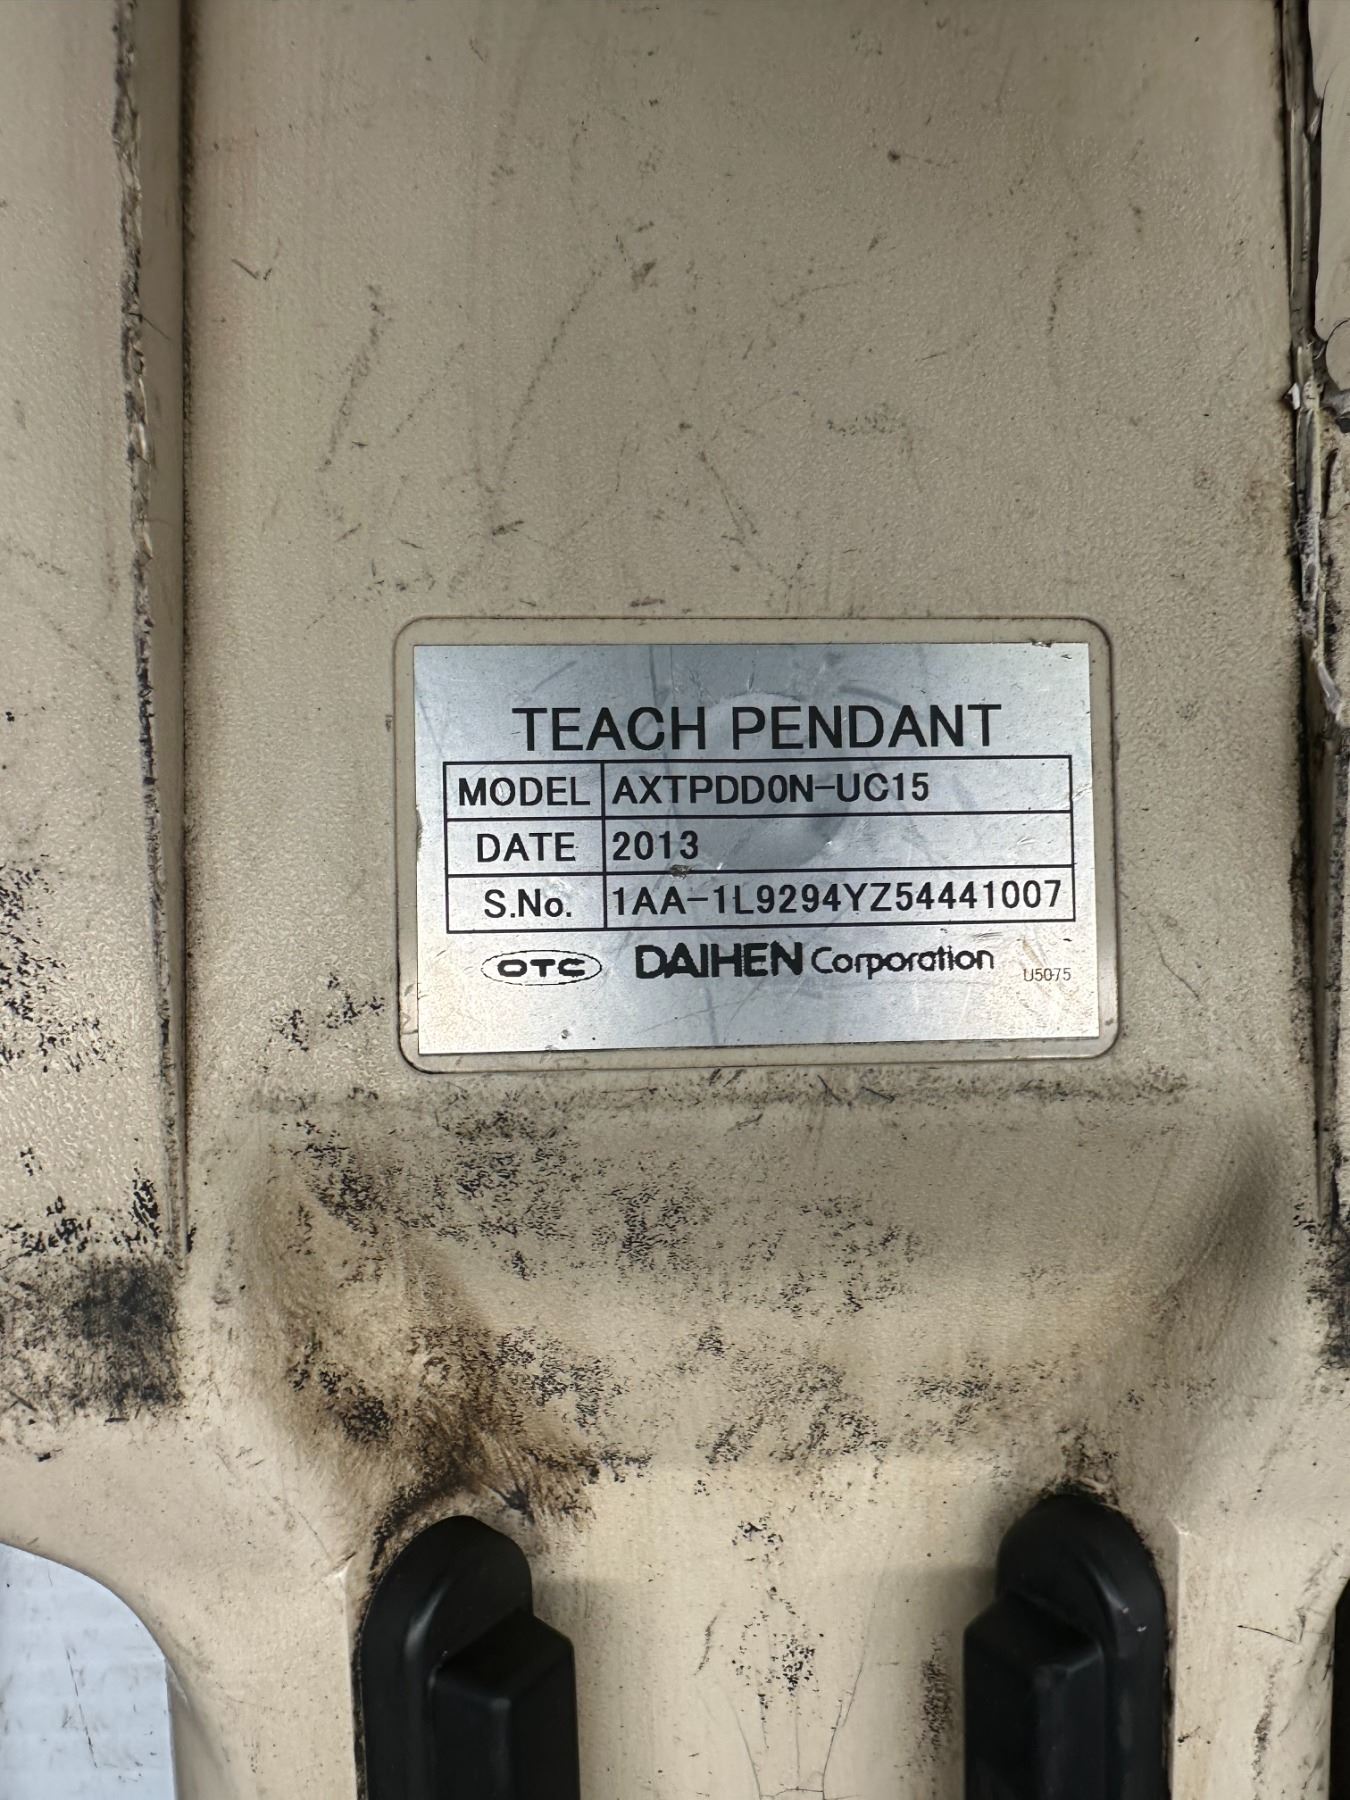 TEACH PENDANT
MODEL AXTPDD0N-UC15
DATE 2013
S.No. 1AA-1L9294YZ54441007
OTC DAIHEN Corporation U5075